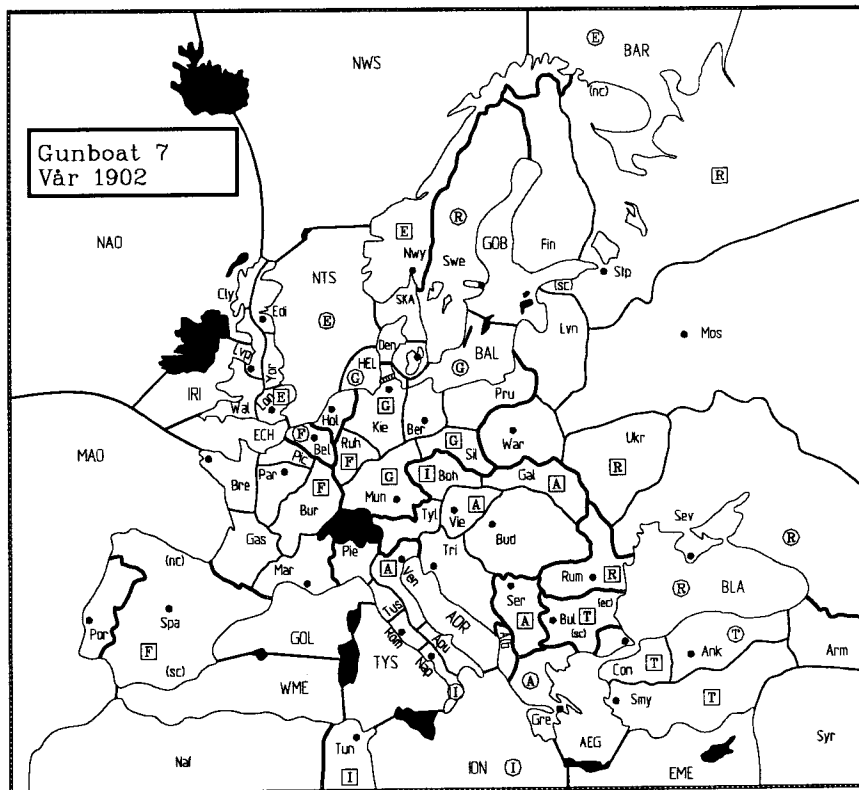 E
BAR
NWS
(nc)
Gunboat 7
Vår 1902
R
NAO
E
R
Nwy
Swe
GOB
Fin
NTS
Stp
(sc)
Cly
Edi
SKA
E
Lvn
Mos
Den
Lvp
Yor
HEL
BAL
G
G
IRI
Lon
E
Pru
Wal
Hol
Kie
G
Ber
War
Ukr
ECH
F
Bel
Ruh
G
Sil
MAO
Pic
F
I
Boh
Gal
A
R
Bre
Par
F
Bur
G
Mun
A
Tyl
Vie
Bud
Sev
Gas
Tri
R
(nc)
Pie
A
Ven
Rum
R
R
BLA
Mar
Ser
(ec)
Tus
ADR
Bul
T
Por
Spa
GOL
A
(sc)
T
Rom
Alb
Ank
Arm
F
TYS
Apu
Con
T
(sc)
Nap
WME
I
A
Smy
T
Gre
Tun
AEG
Syr
Naf
I
ION
I
EME